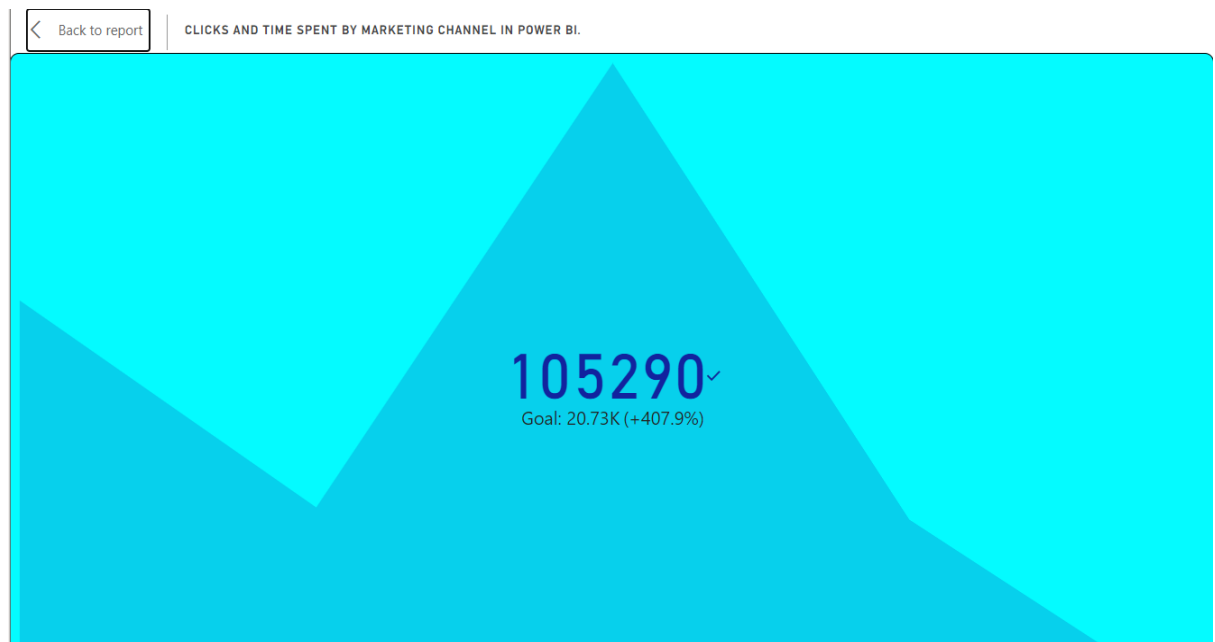 Back to report
CLICKS AND TIME SPENT BY MARKETING CHANNEL IN POWER BI.
105290
Goal: 20.73K (+407.9%)